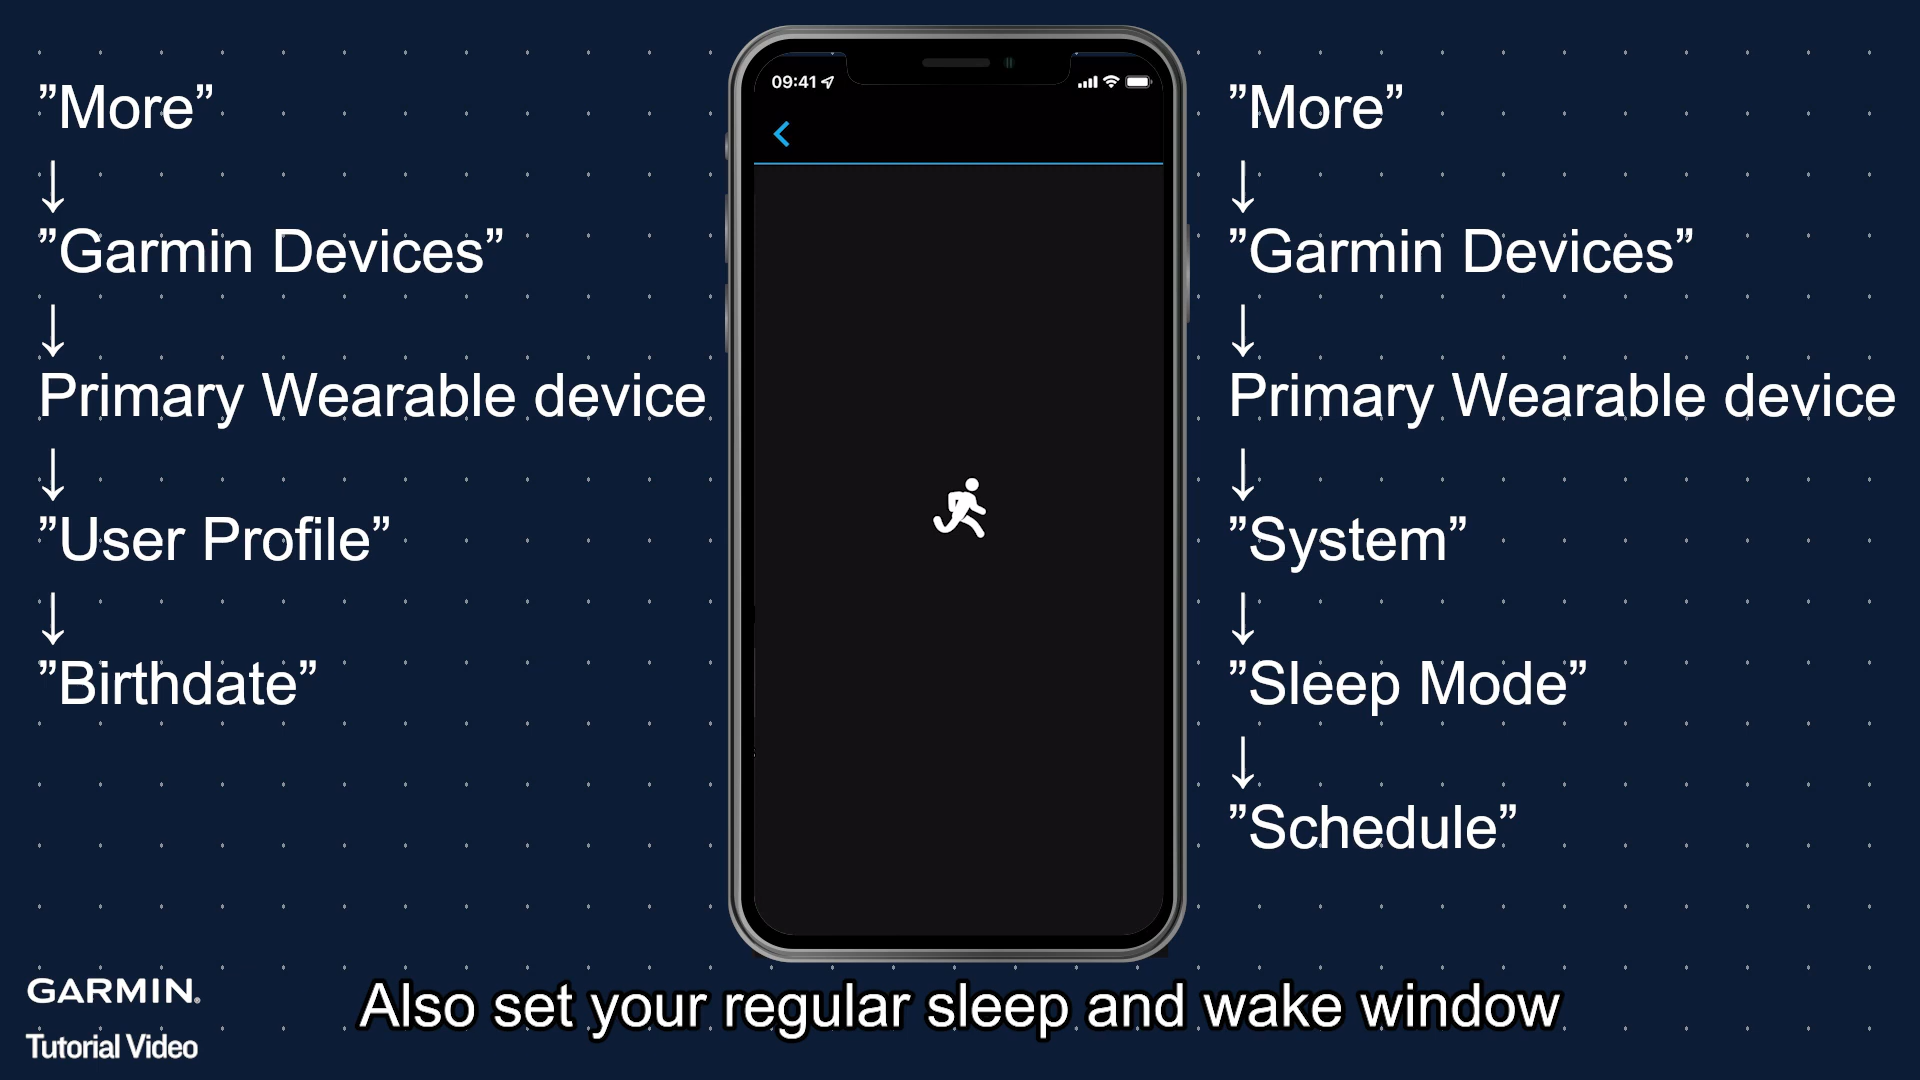 ”More”
↓
”Garmin Devices”
↓
Primary Wearable device
↓
”User Profile”
↓
”Birthdate”
09:41
”More”
↓
”Garmin Devices”
↓
Primary Wearable device
↓
”System”
↓
”Sleep Mode”
↓
”Schedule”
GARMIN®
Tutorial Video
Also set your regular sleep and wake window